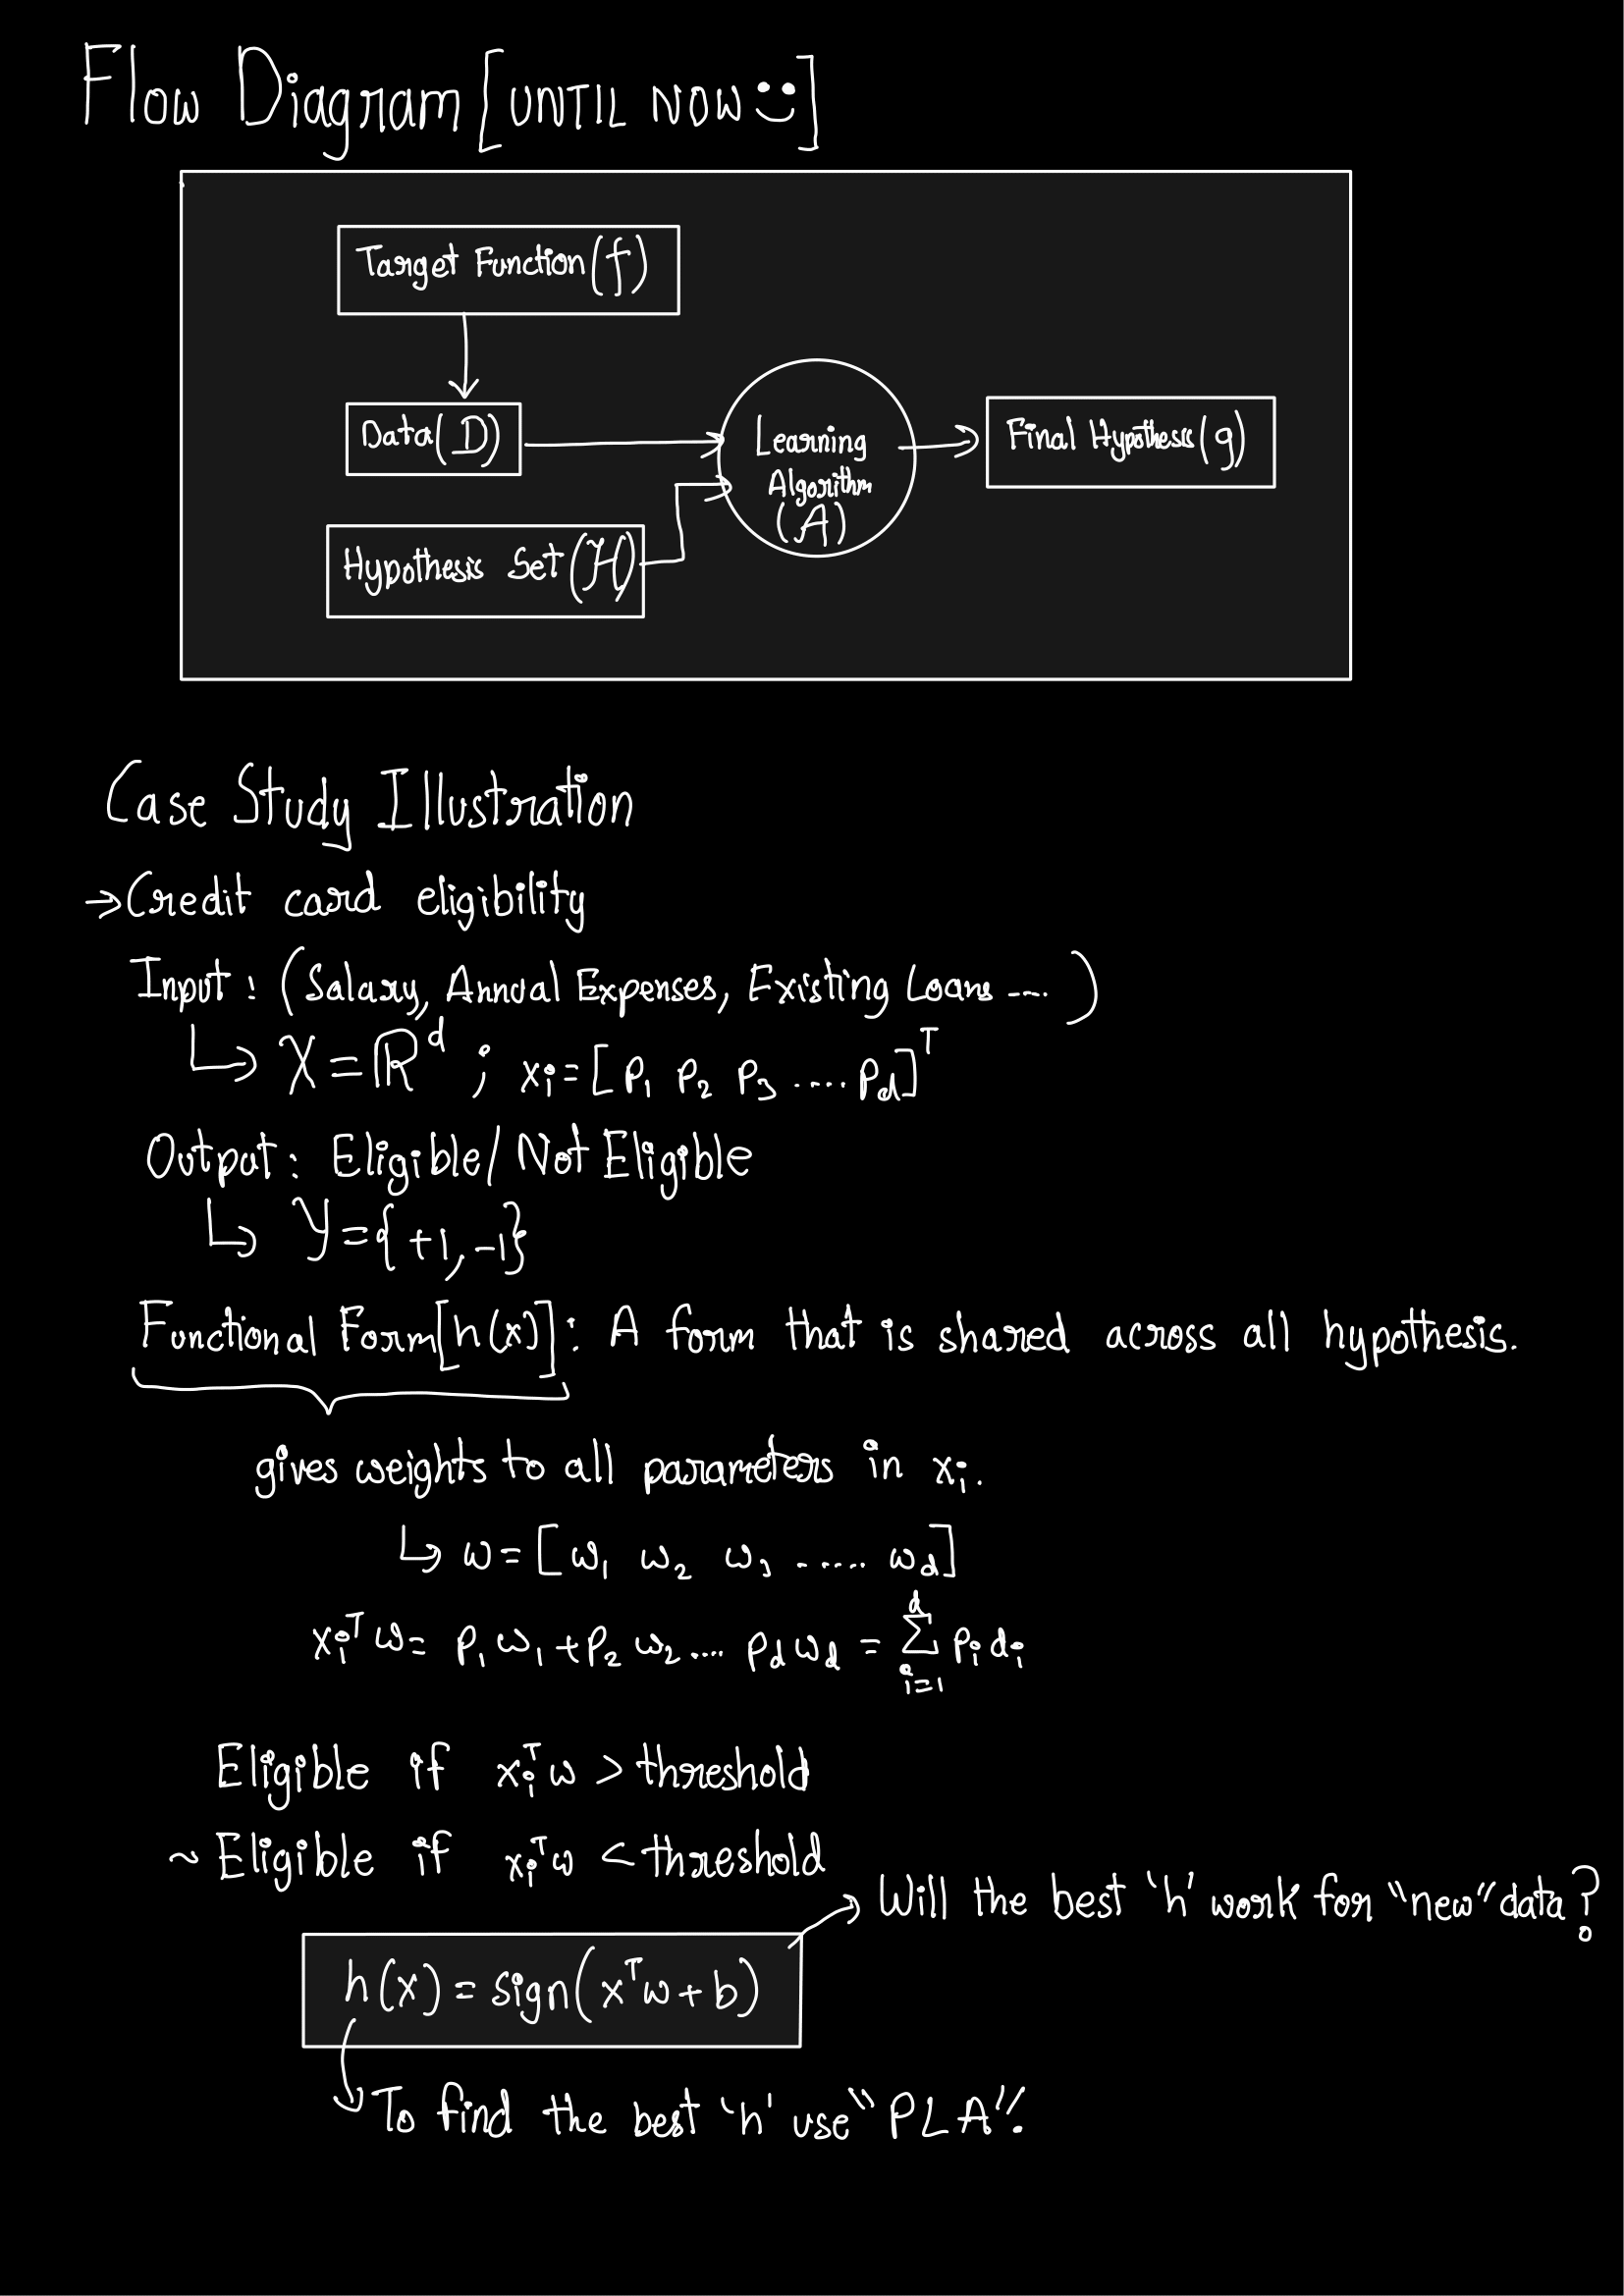 Flow Diagram [UNTIL NOW :)]
Target Function (f)
Data (D)
Learning
Algorithm
(A)
Final Hypothesis (g)
Hypothesis Set (H)
Case Study Illustration
→ Credit card eligibility
Input : (Salary, Annual Expenses, Existing Loans ---- )
↳ X = ℝ^d ; x_i = [p_1 p_2 p_3 ..... p_d]^T
Output : Eligible / Not Eligible
↳ Y = {+1, -1}
Functional Form [h(x)] : A form that is shared across all hypothesis.
gives weights to all parameters in x_i.
↳ w = [w_1 w_2 w_3 ...... w_d]
x_i^T w = p_1 w_1 + p_2 w_2 .... p_d w_d = ∑_{i=1}^{d} p_i d_i
Eligible if x_i^T w > threshold
~ Eligible if x_i^T w < threshold
→ Will the best 'h' work for "new" data ?
h(x) = sign(x^T w + b)
↳ To find the best 'h' use "PLA".